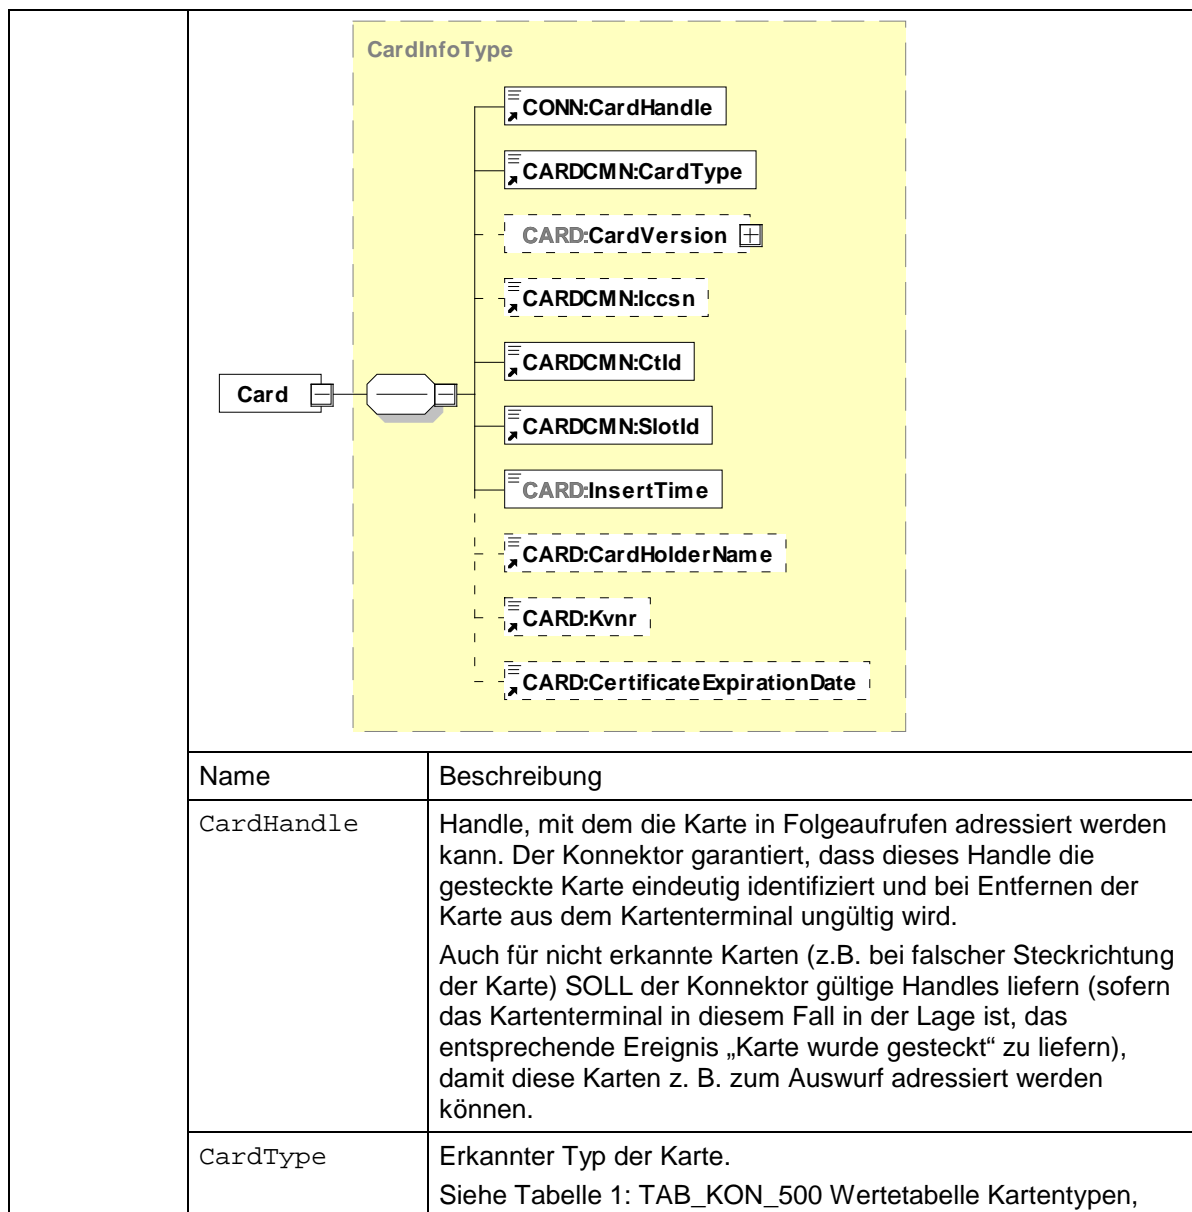 CardInfoType
CONN:CardHandle
CARDCMN:CardType
CARD:CardVersion
CARDCMN:Iccsn
CARDCMN:CtId
Card
CARDCMN:SlotId
CARD:InsertTime
CARD:CardHolderName
CARD:Kvnr
CARD:CertificateExpirationDate
Name Beschreibung
CardHandle Handle, mit dem die Karte in Folgeaufrufen adressiert werden
kann. Der Konnektor garantiert, dass dieses Handle die
gesteckte Karte eindeutig identifiziert und bei Entfernen der
Karte aus dem Kartenterminal ungültig wird.
Auch für nicht erkannte Karten (z.B. bei falscher Steckrichtung
der Karte) SOLL der Konnektor gültige Handles liefern (sofern
das Kartenterminal in diesem Fall in der Lage ist, das
entsprechende Ereignis „Karte wurde gesteckt“ zu liefern),
damit diese Karten z. B. zum Auswurf adressiert werden
können.
CardType Erkannter Typ der Karte.
Siehe Tabelle 1: TAB_KON_500 Wertetabelle Kartentypen,